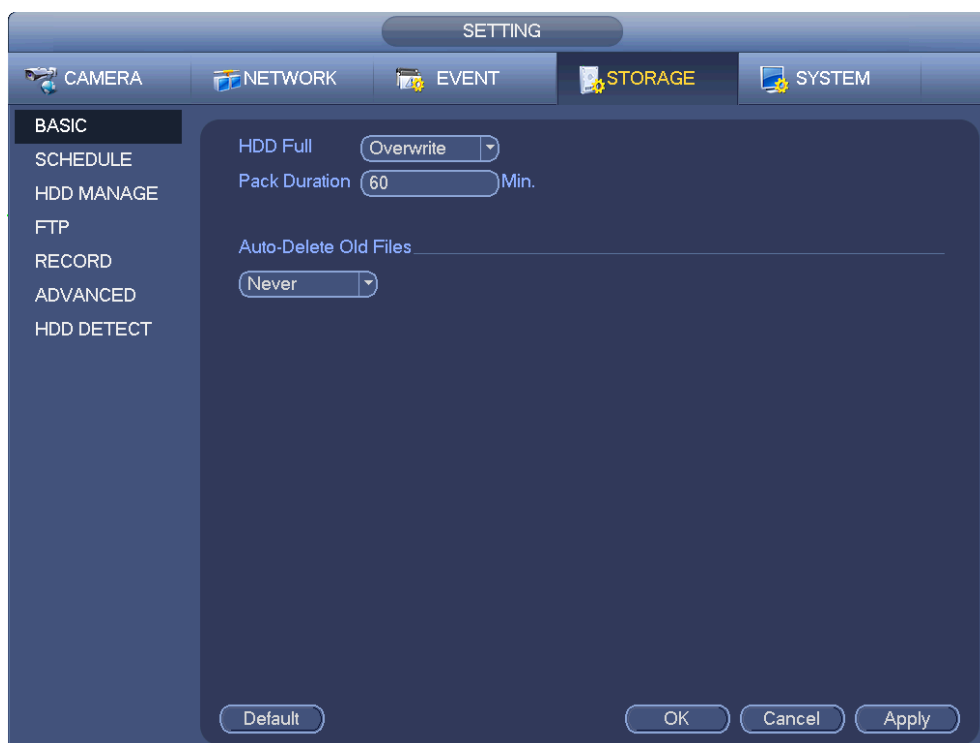 SETTING
CAMERA NETWORK EVENT STORAGE SYSTEM
BASIC
SCHEDULE
HDD MANAGE
FTP
RECORD
ADVANCED
HDD DETECT
HDD Full Overwrite
Pack Duration 60 Min.
Auto-Delete Old Files
Never
Default OK Cancel Apply